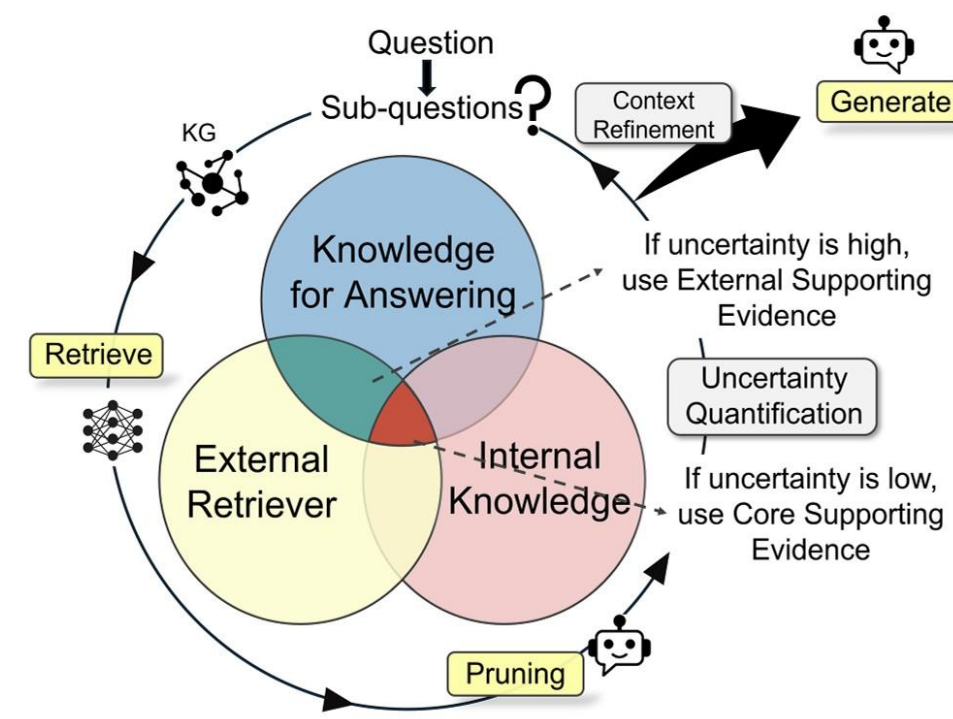 Question
Sub-questions
?
Context
Refinement
Generate
KG
Knowledge
for Answering
If uncertainty is high,
use External Supporting
Evidence
Retrieve
Uncertainty
Quantification
External
Retriever
Internal
Knowledge
If uncertainty is low,
use Core Supporting
Evidence
Pruning